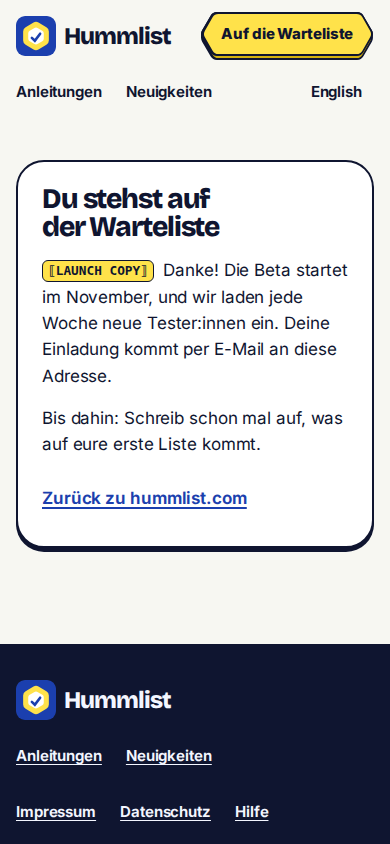 Hummlist
Auf die Warteliste
Anleitungen Neuigkeiten English
Du stehst auf
der Warteliste
⟦LAUNCH COPY⟧ Danke! Die Beta startet
im November, und wir laden jede
Woche neue Tester:innen ein. Deine
Einladung kommt per E-Mail an diese
Adresse.
Bis dahin: Schreib schon mal auf, was
auf eure erste Liste kommt.
Zurück zu hummlist.com
Hummlist
Anleitungen Neuigkeiten
Impressum Datenschutz Hilfe